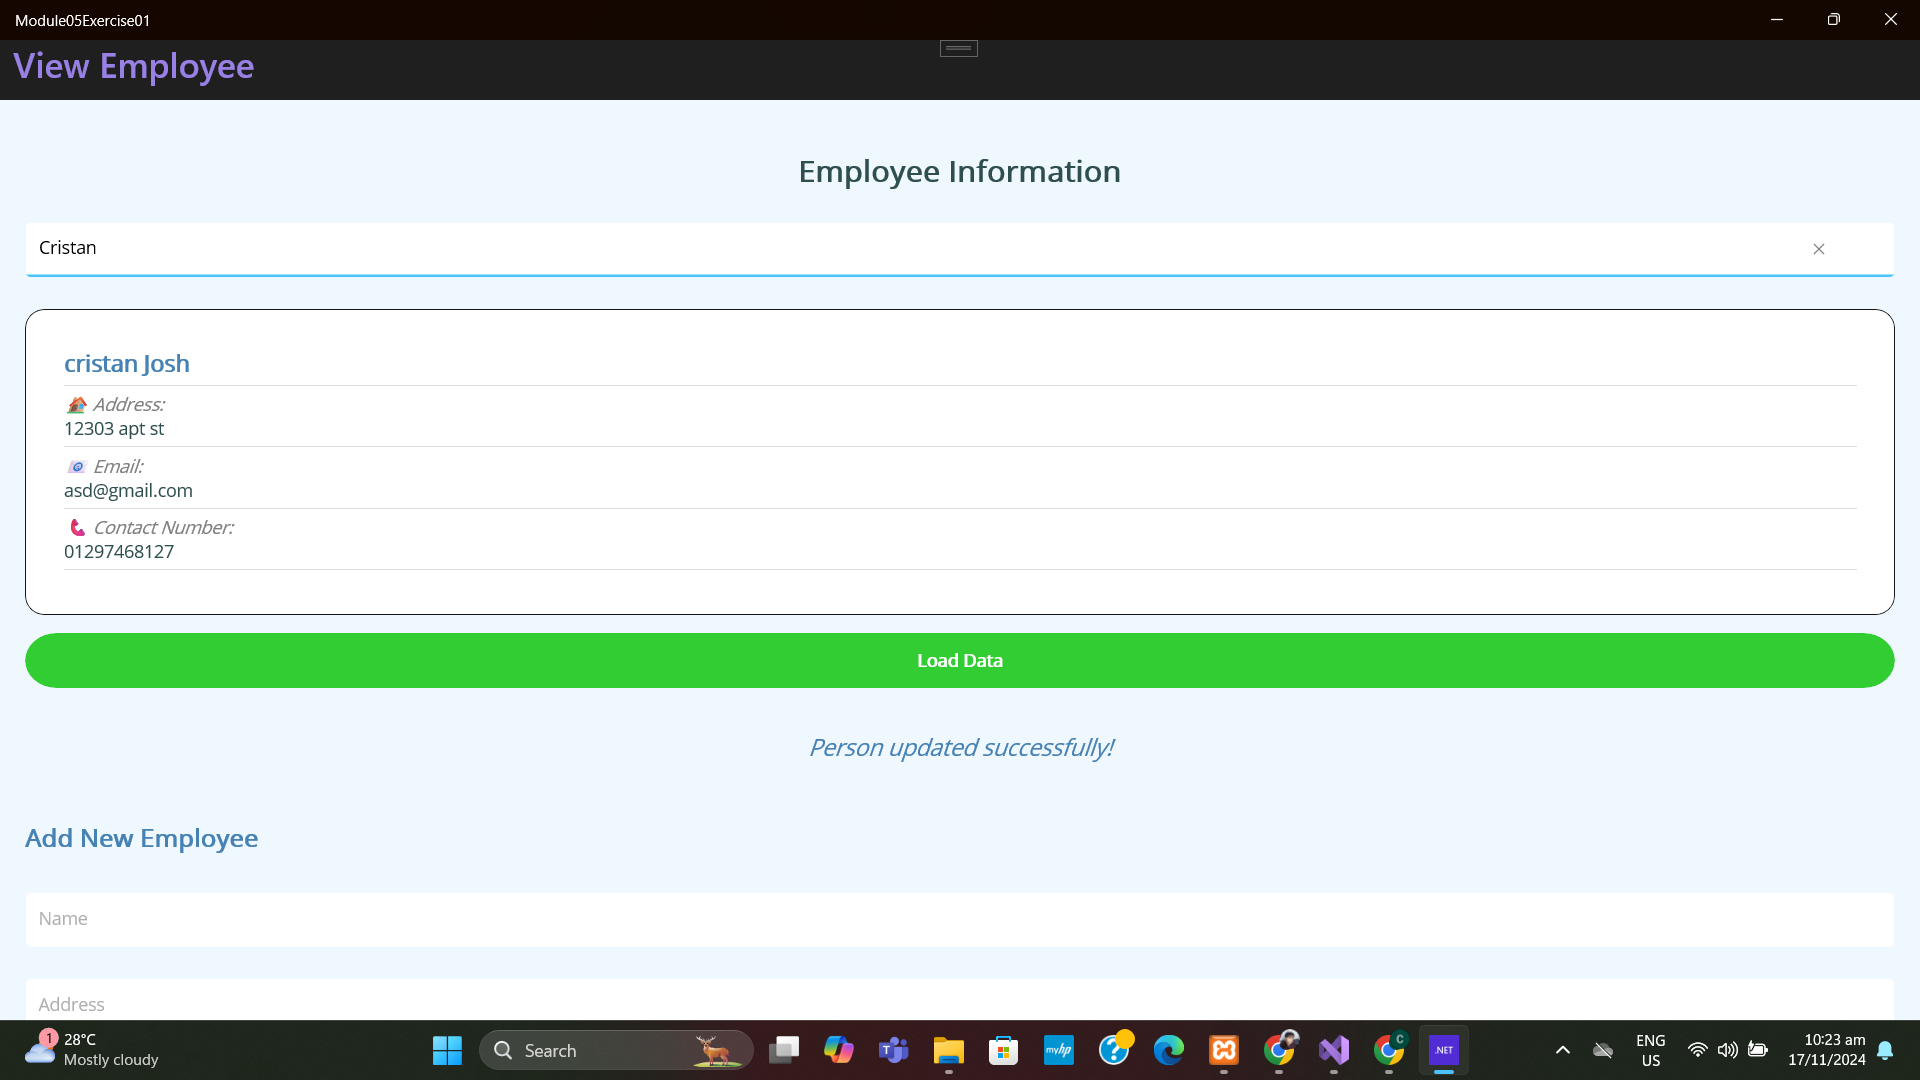 Module05Exercise01
View Employee
Employee Information
Cristan
cristan Josh
Address:
12303 apt st
Email:
asd@gmail.com
Contact Number:
01297468127
Load Data
Person updated successfully!
Add New Employee
Name
Address
1
28°C
Mostly cloudy
Search
T
myhp
C
.NET
ENG
US
10:23 am
17/11/2024